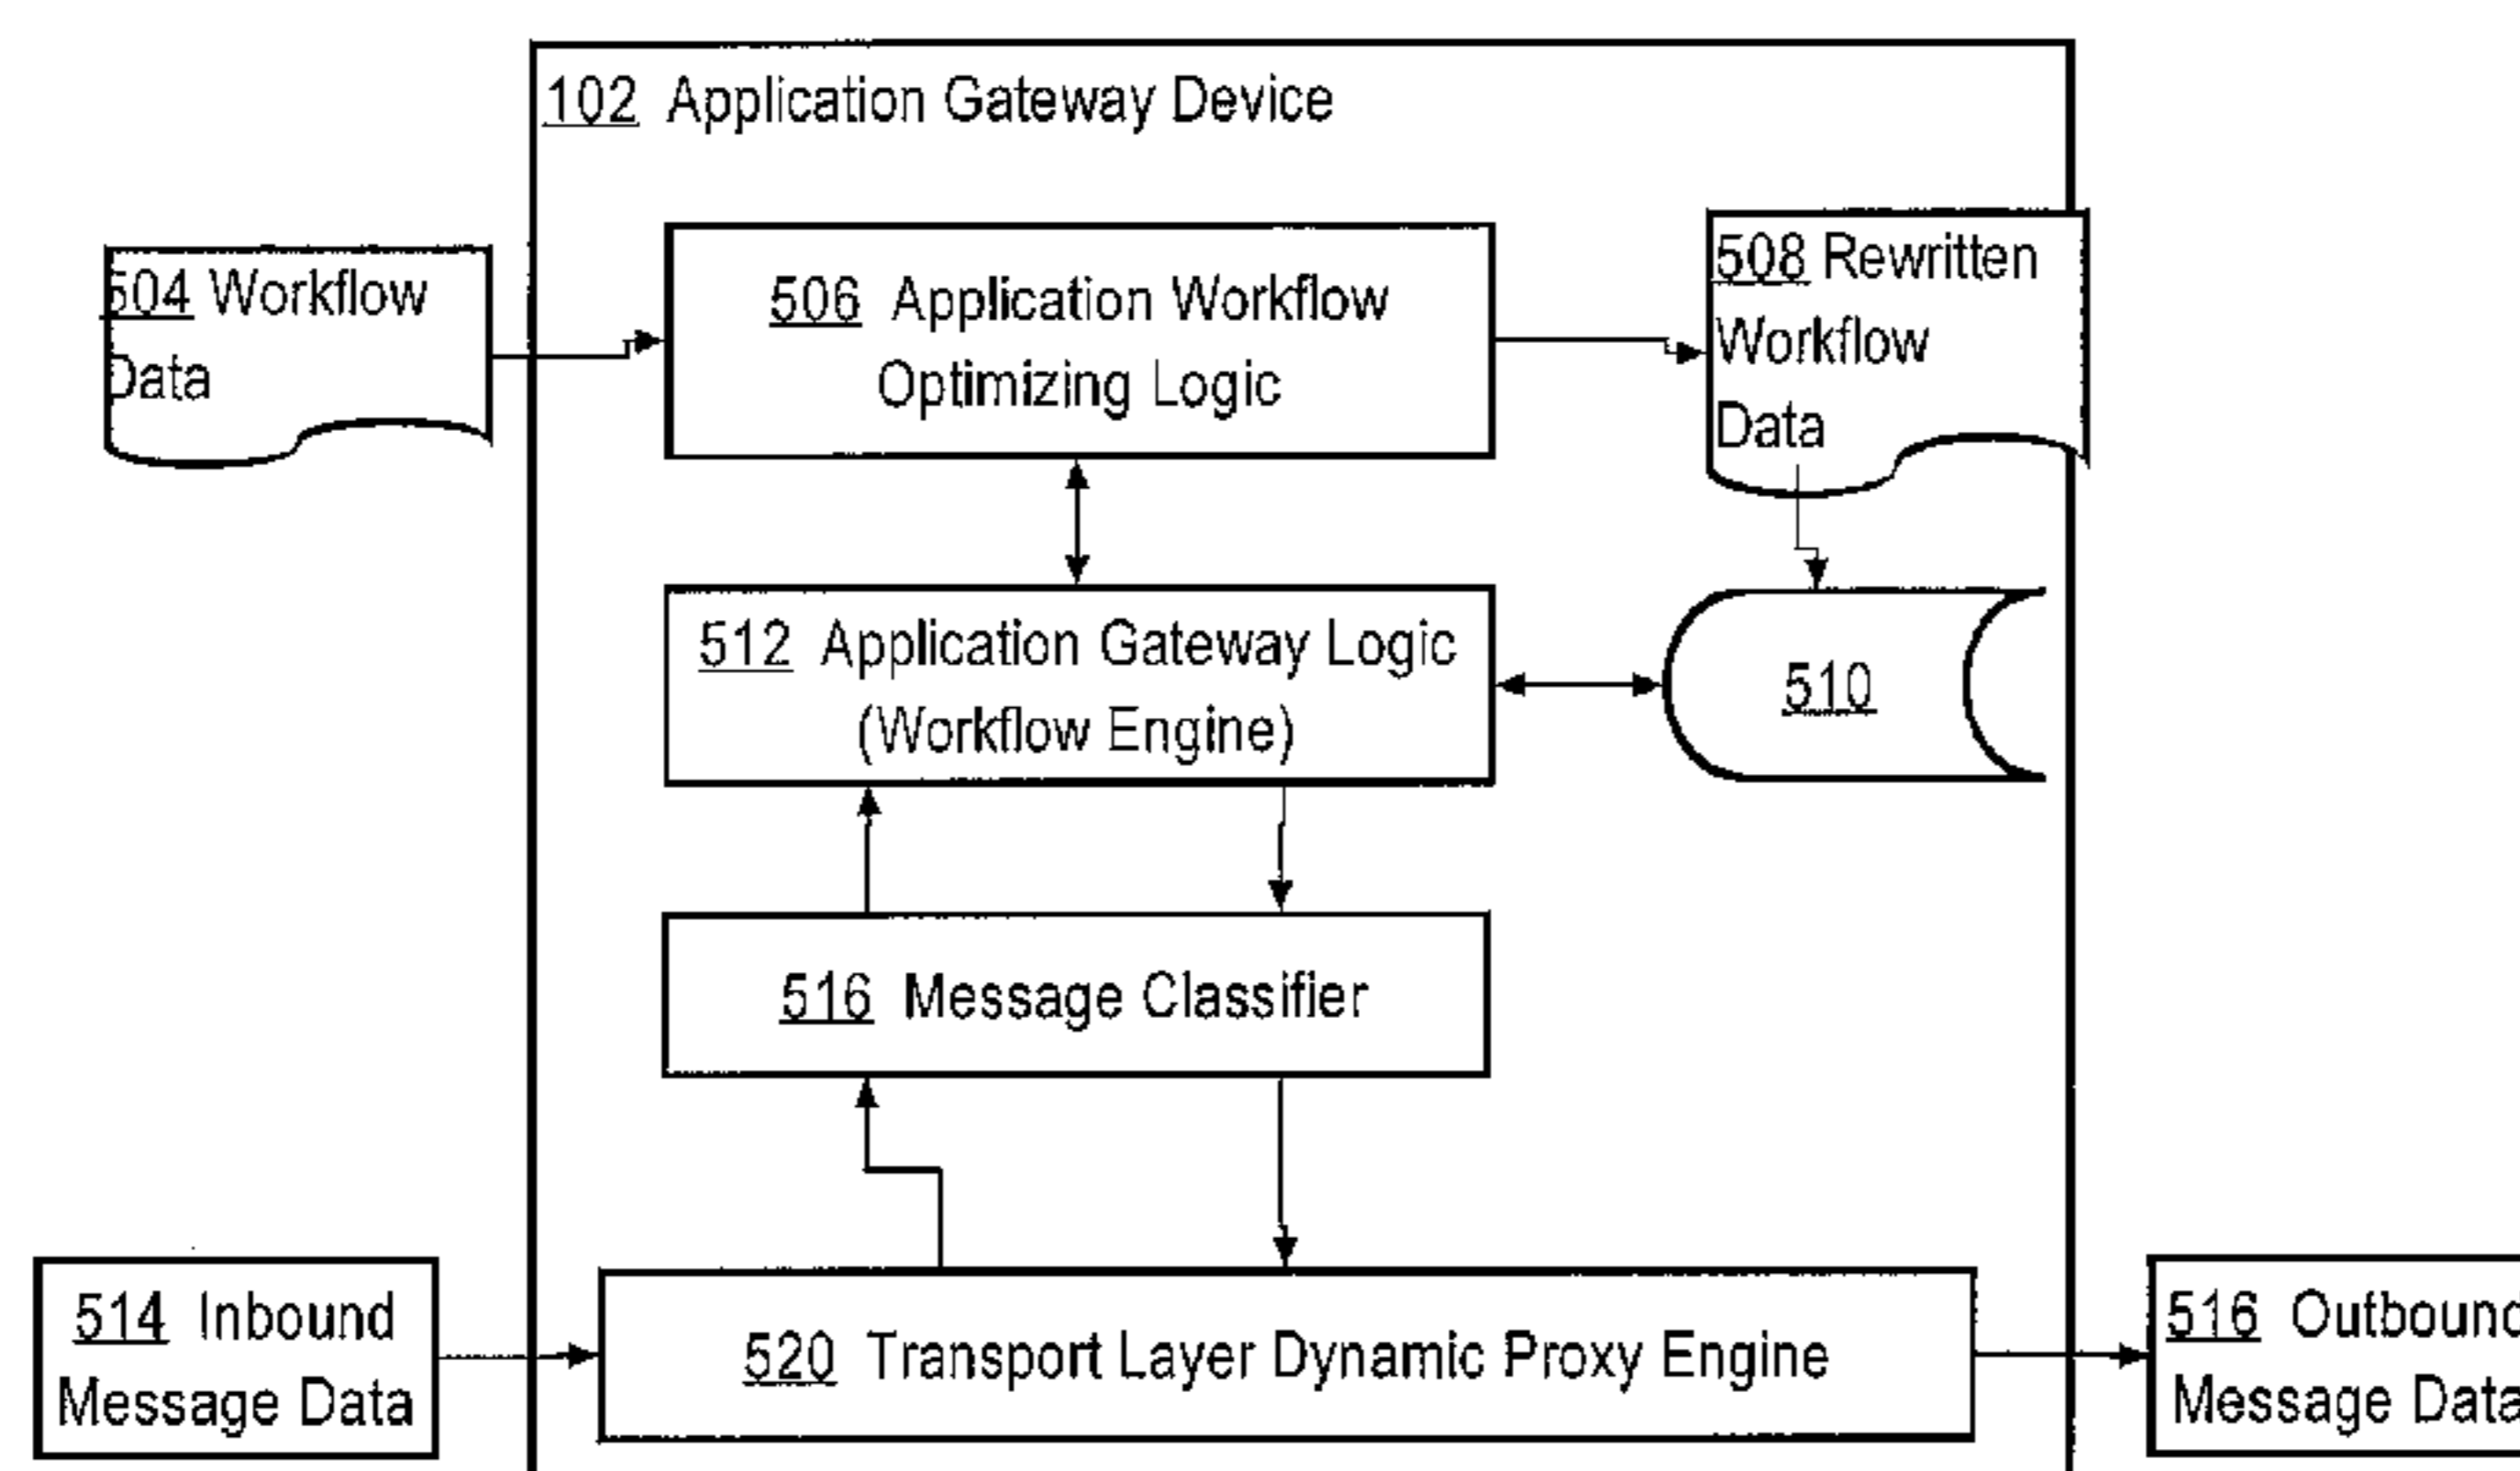 102 Application Gateway Device
504 Workflow
Data
506 Application Workflow
Optimizing Logic
508 Rewritten
Workflow
Data
512 Application Gateway Logic
(Workflow Engine)
510
516 Message Classifier
514 Inbound
Message Data
520 Transport Layer Dynamic Proxy Engine
516 Outbound
Message Data